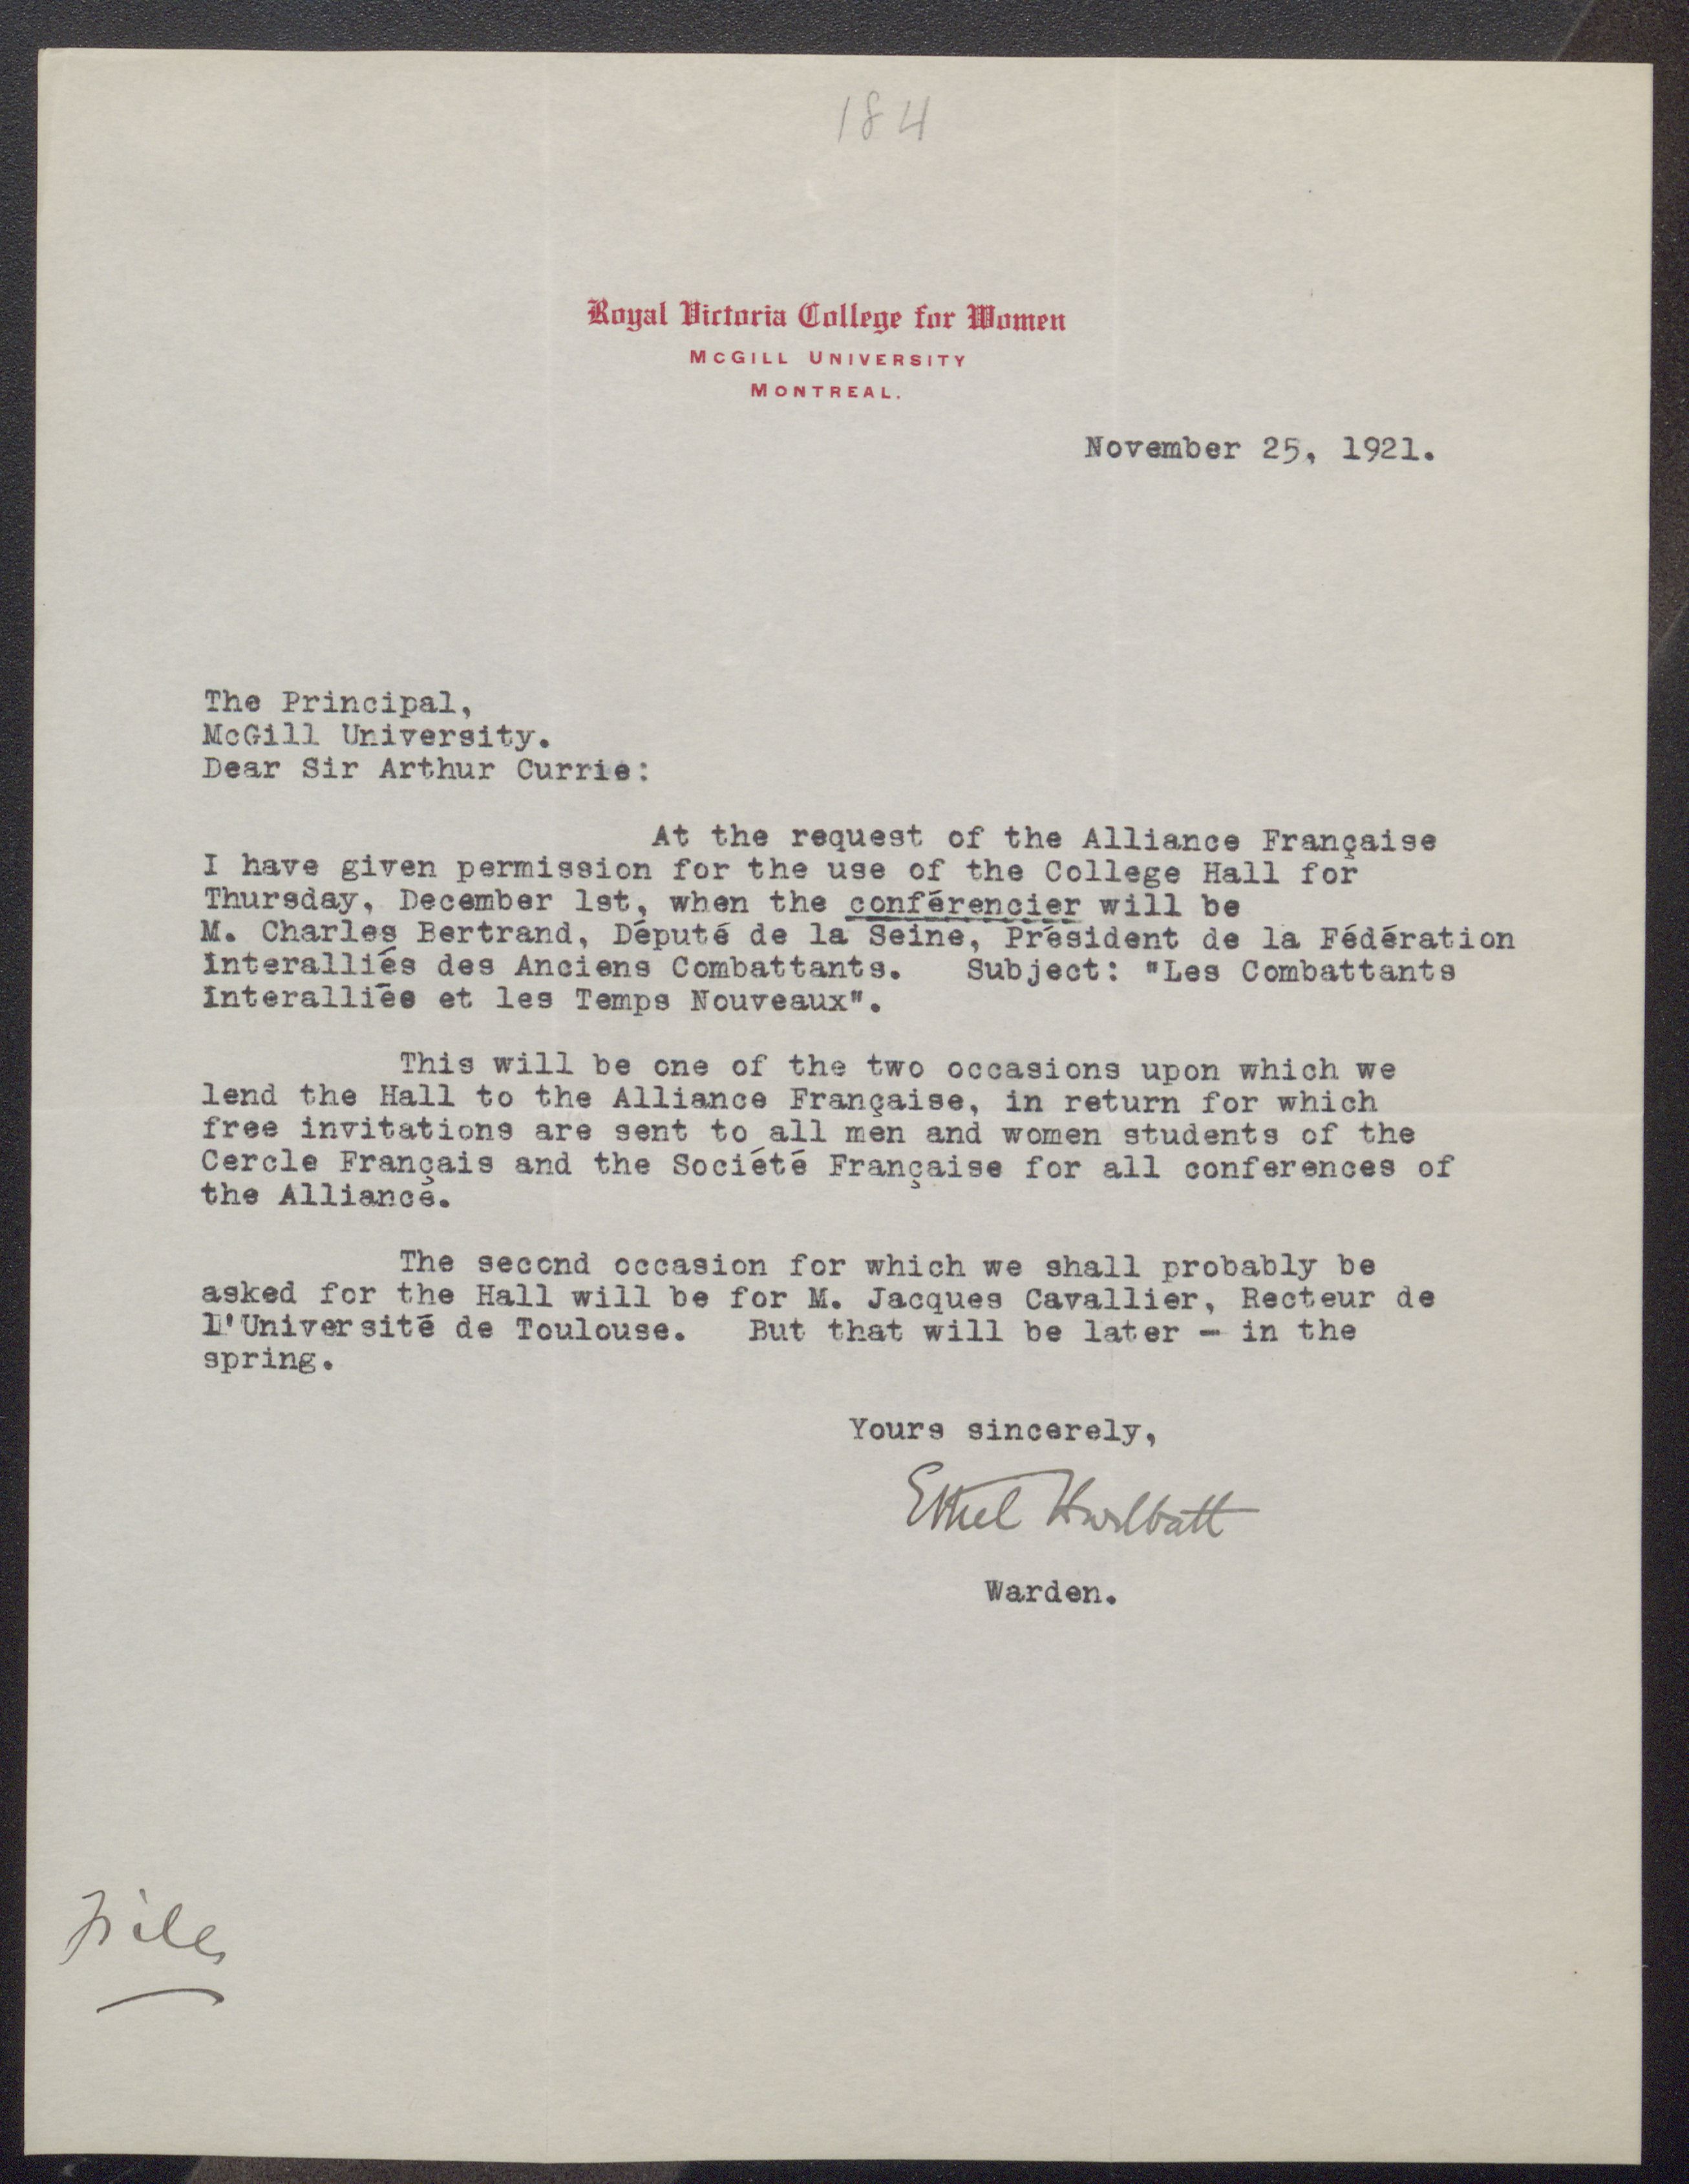 184
Royal Victoria College for Women
McGILL UNIVERSITY
MONTREAL.
November 25, 1921.
The Principal,
McGill University.
Dear Sir Arthur Currie:
At the request of the Alliance Française
I have given permission for the use of the College Hall for
Thursday, December 1st, when the conférencier will be
M. Charles Bertrand, Député de la Seine, Président de la Fédération
Interalliés des Anciens Combattants. Subject: "Les Combattants
Interalliée et les Temps Nouveaux".
This will be one of the two occasions upon which we
lend the Hall to the Alliance Française, in return for which
free invitations are sent to all men and women students of the
Cercle Français and the Société Française for all conferences of
the Alliance.
The second occasion for which we shall probably be
asked for the Hall will be for M. Jacques Cavallier, Recteur de
l'Université de Toulouse. But that will be later - in the
spring.
Yours sincerely,
Ethel Hurlbatt
Warden.
File